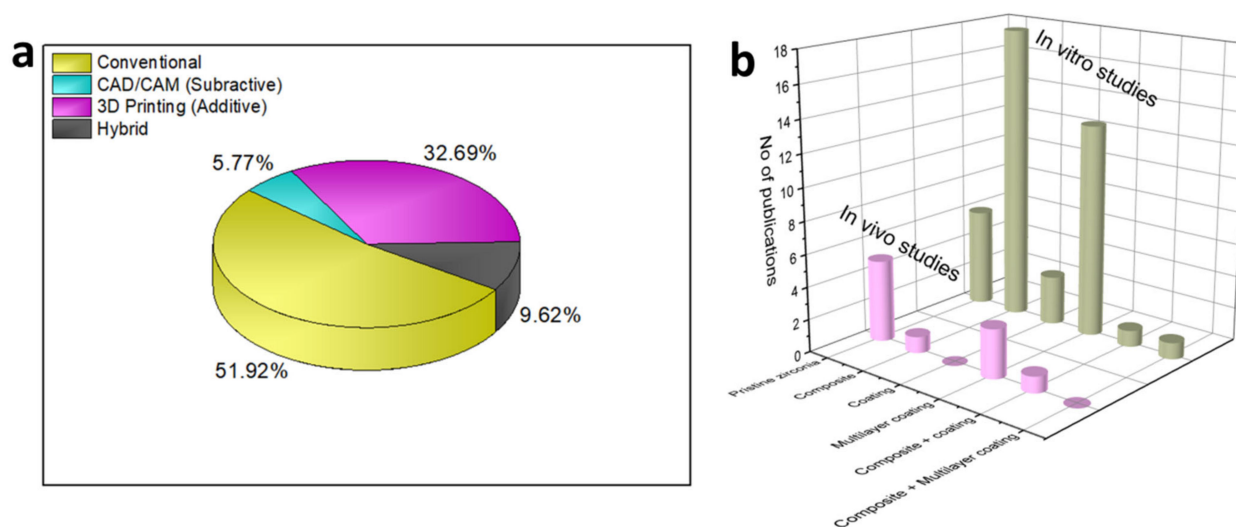 a
Conventional
CAD/CAM (Subractive)
3D Printing (Additive)
Hybrid
5.77%
32.69%
9.62%
51.92%
b
No of publications
18
16
14
12
10
8
6
4
2
0
In vitro studies
In vivo studies
Pristine zirconia
Composite
Coating
Multilayer coating
Composite + coating
Composite + Multilayer coating